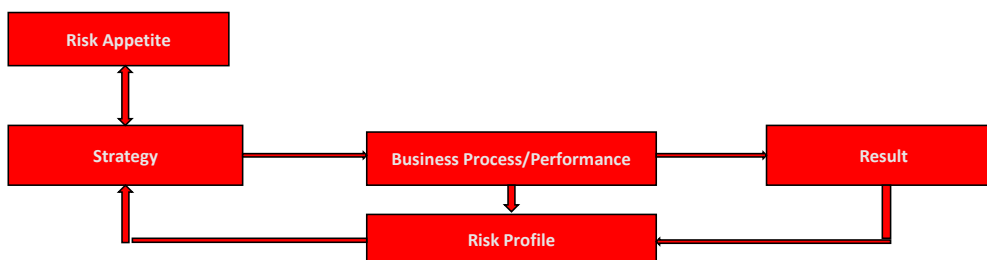 Risk Appetite
Strategy
Business Process/Performance
Result
Risk Profile